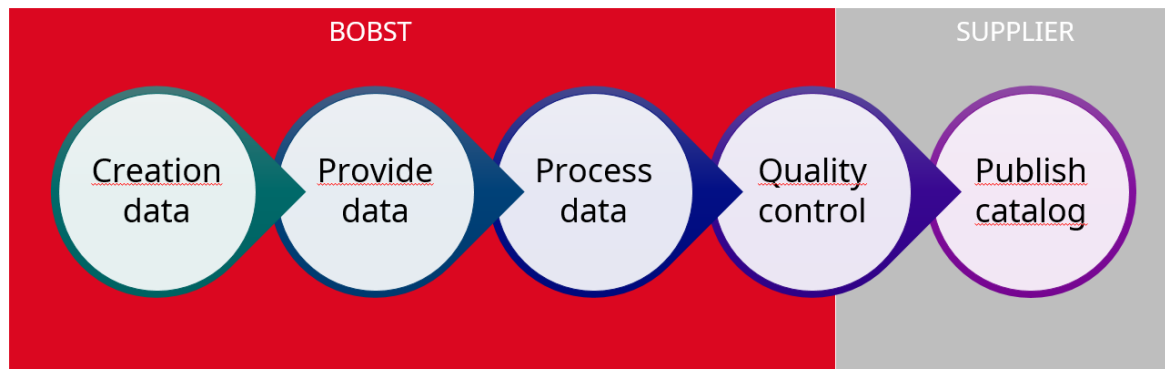 BOBST
SUPPLIER
Creation
data
Provide
data
Process
data
Quality
control
Publish
catalog